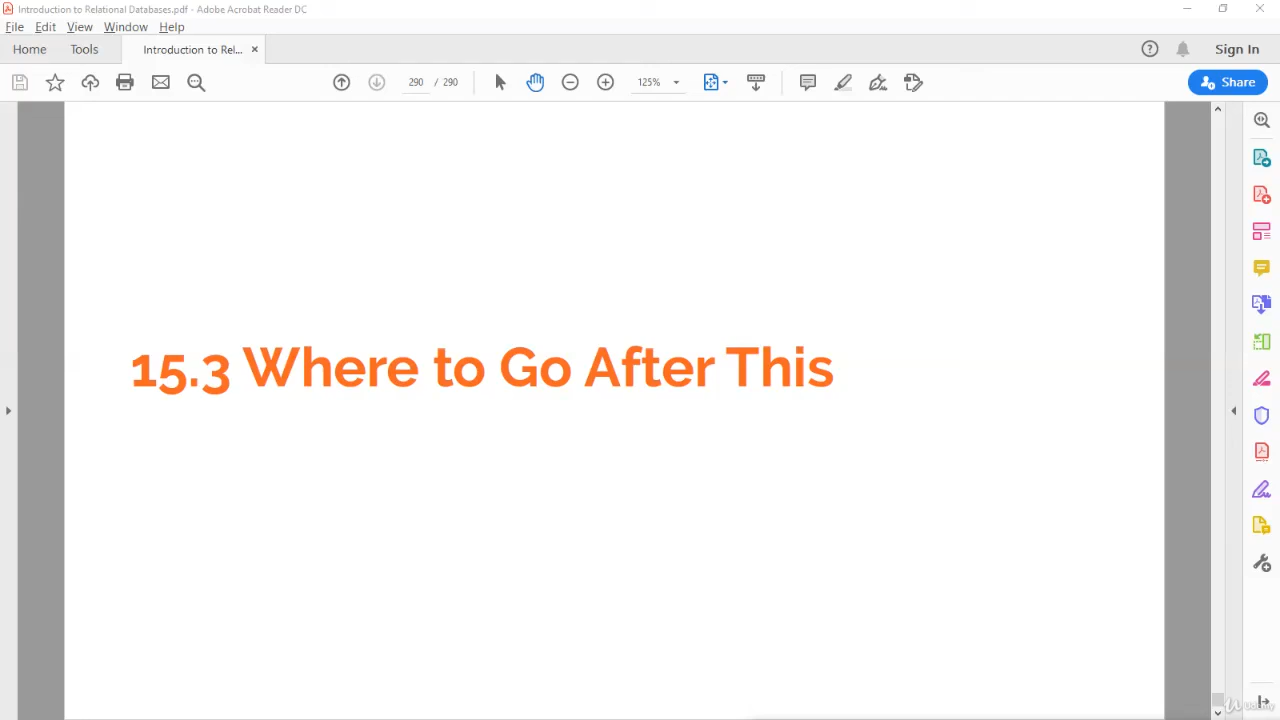 Introduction to Relational Databases.pdf - Adobe Acrobat Reader DC
File Edit View Window Help
Home Tools Introduction to Rel... × Sign In
290 / 290 125% Share
15.3 Where to Go After This
Udemy